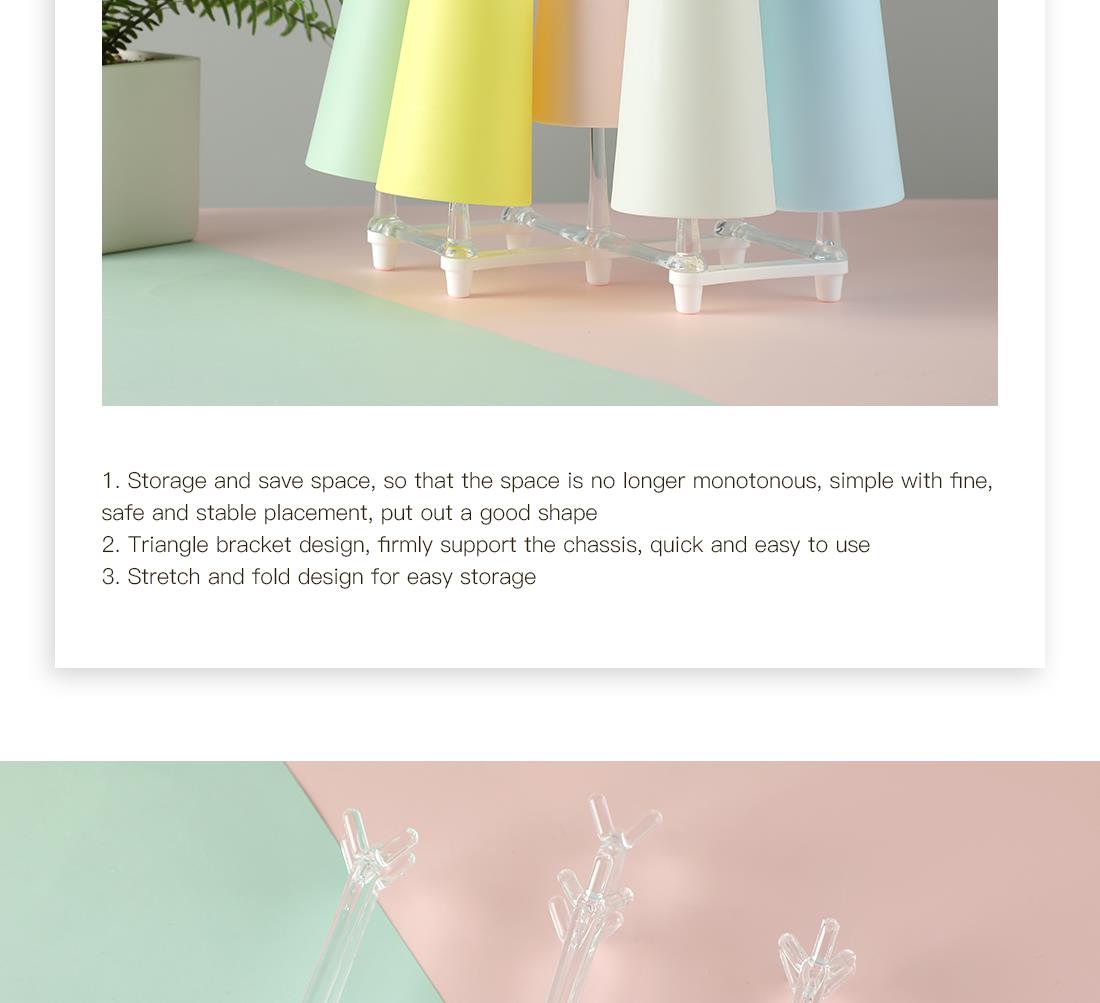 1. Storage and save space, so that the space is no longer monotonous, simple with fine,
safe and stable placement, put out a good shape
2. Triangle bracket design, firmly support the chassis, quick and easy to use
3. Stretch and fold design for easy storage